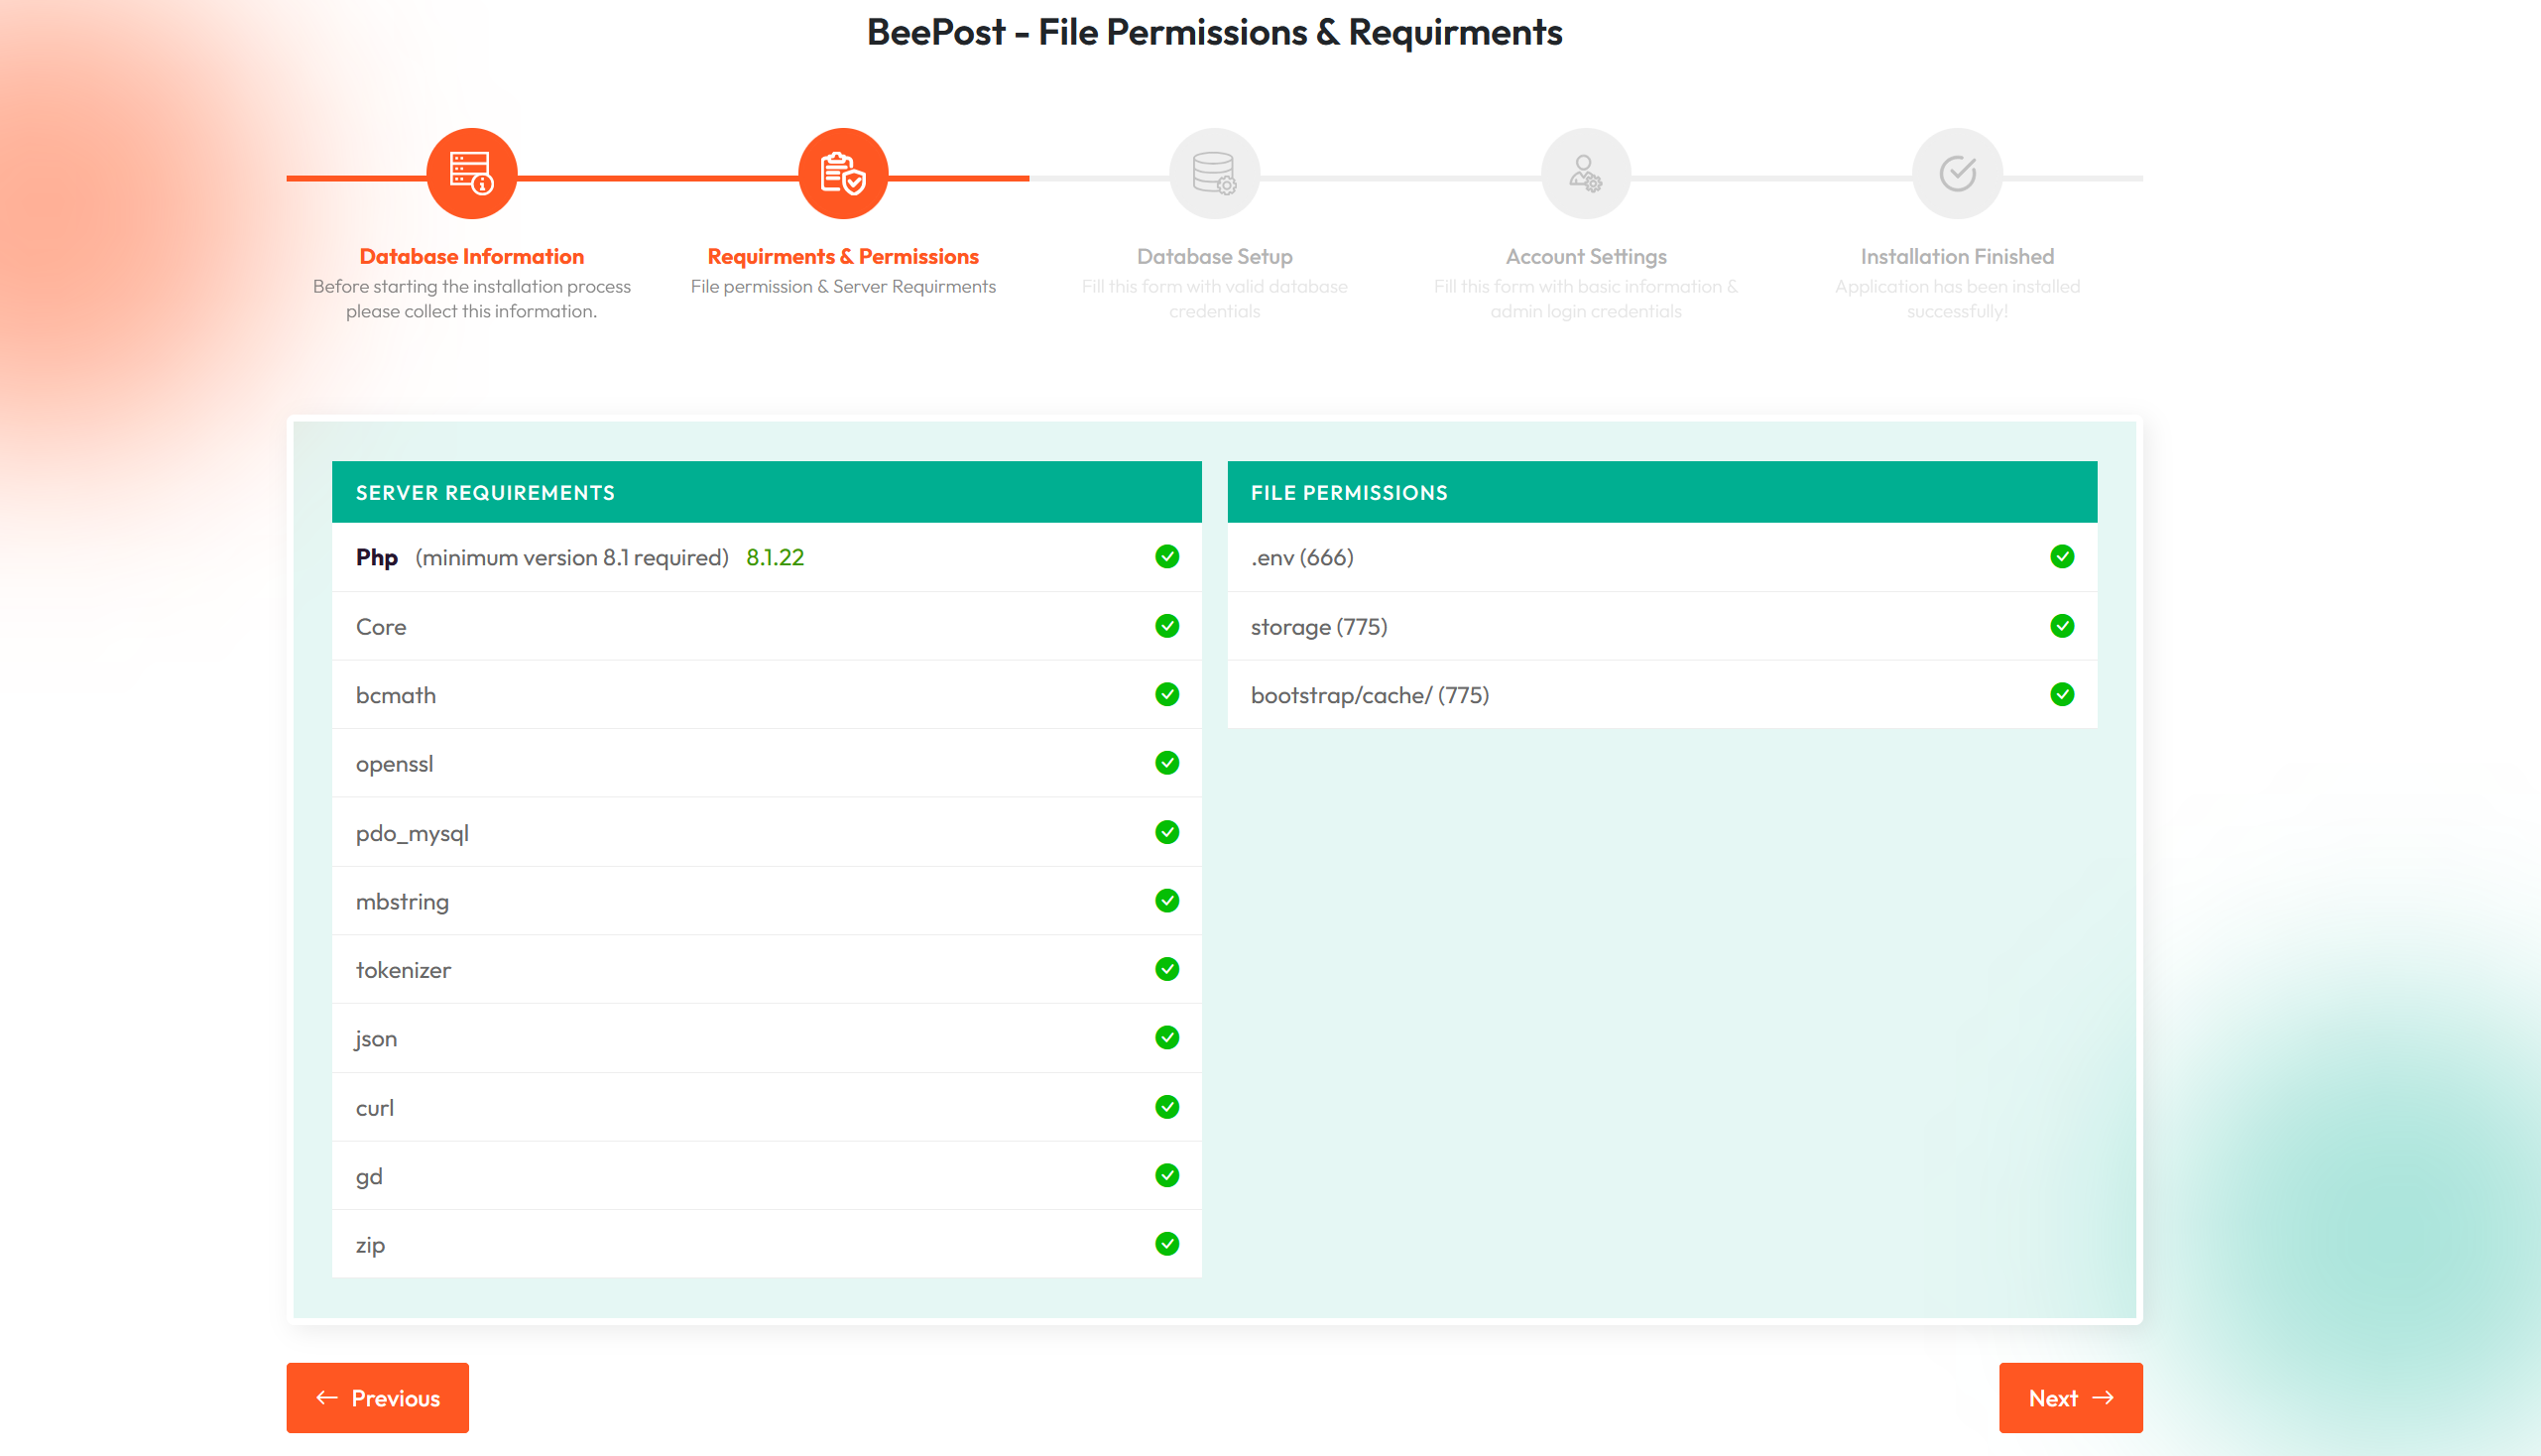 BeePost - File Permissions & Requirments
Database Information
Before starting the installation process
please collect this information.
Requirments & Permissions
File permission & Server Requirments
Database Setup
Fill this form with valid database
credentials
Account Settings
Fill this form with basic information &
admin login credentials
Installation Finished
Application has been installed
successfully!
SERVER REQUIREMENTS
Php (minimum version 8.1 required) 8.1.22
Core
bcmath
openssl
pdo_mysql
mbstring
tokenizer
json
curl
gd
zip
FILE PERMISSIONS
.env (666)
storage (775)
bootstrap/cache/ (775)
← Previous
Next →